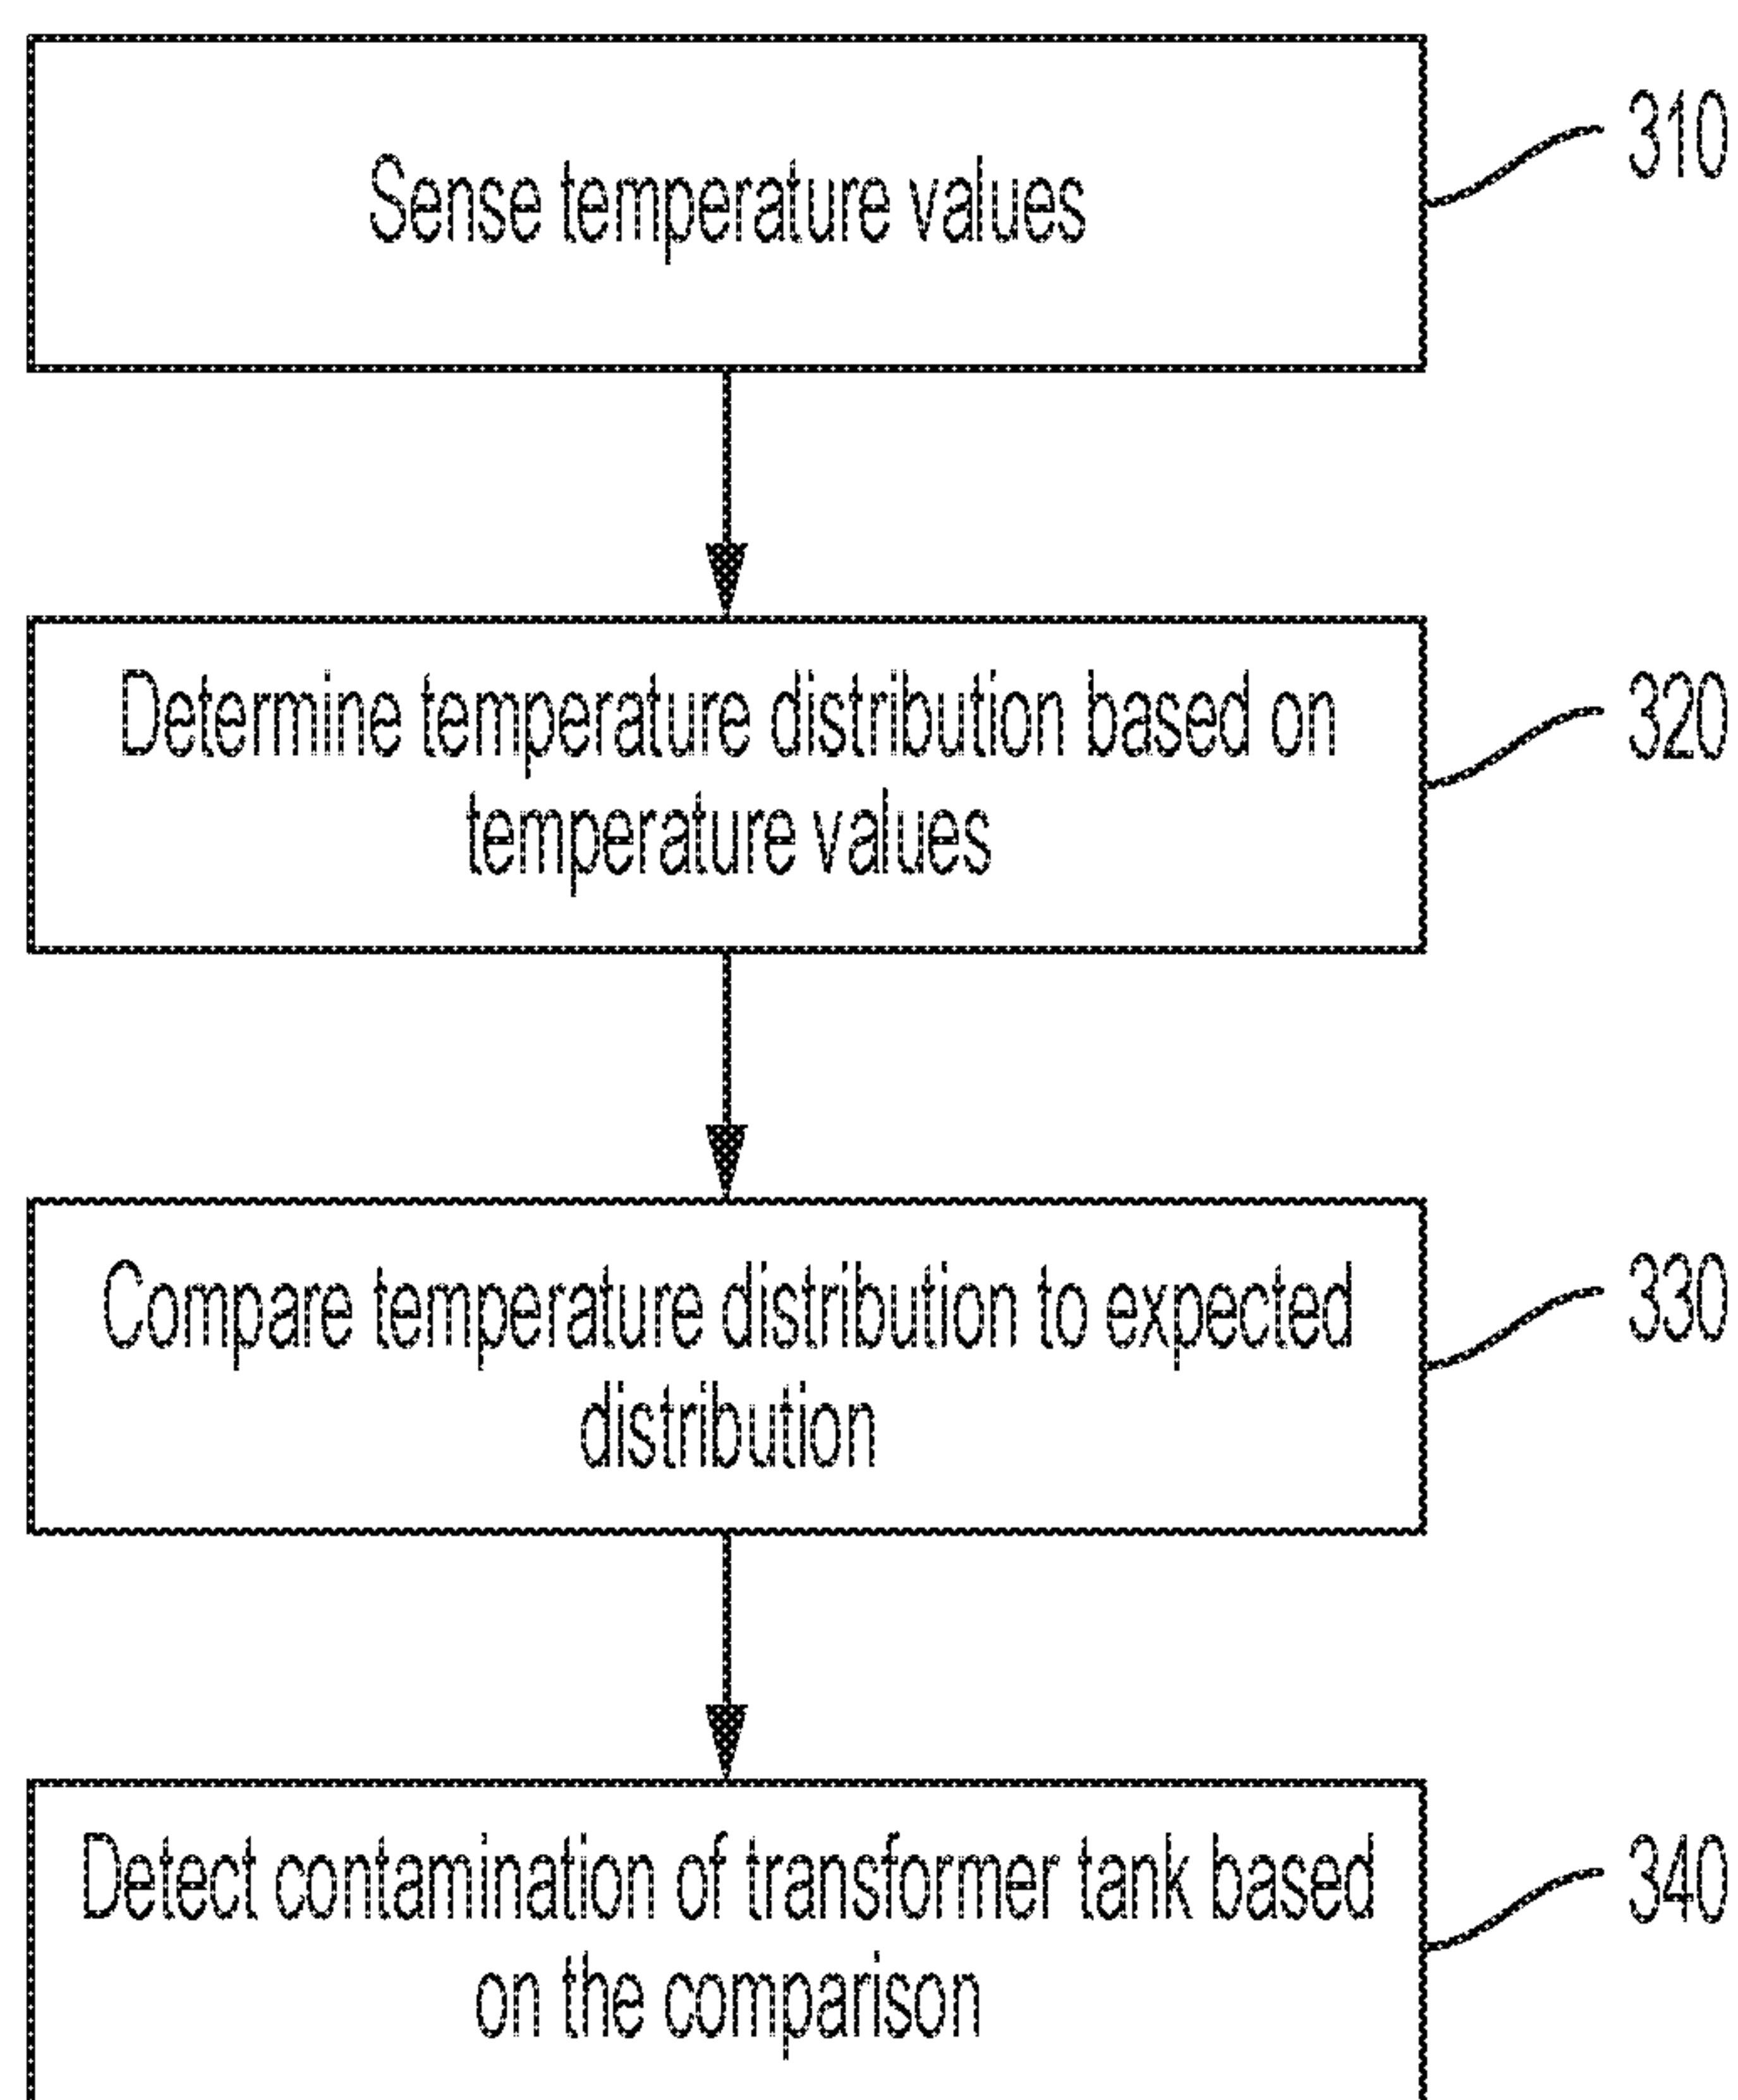 Sense temperature values
310
Determine temperature distribution based on
temperature values
320
Compare temperature distribution to expected
distribution
330
Detect contamination of transformer tank based
on the comparison
340